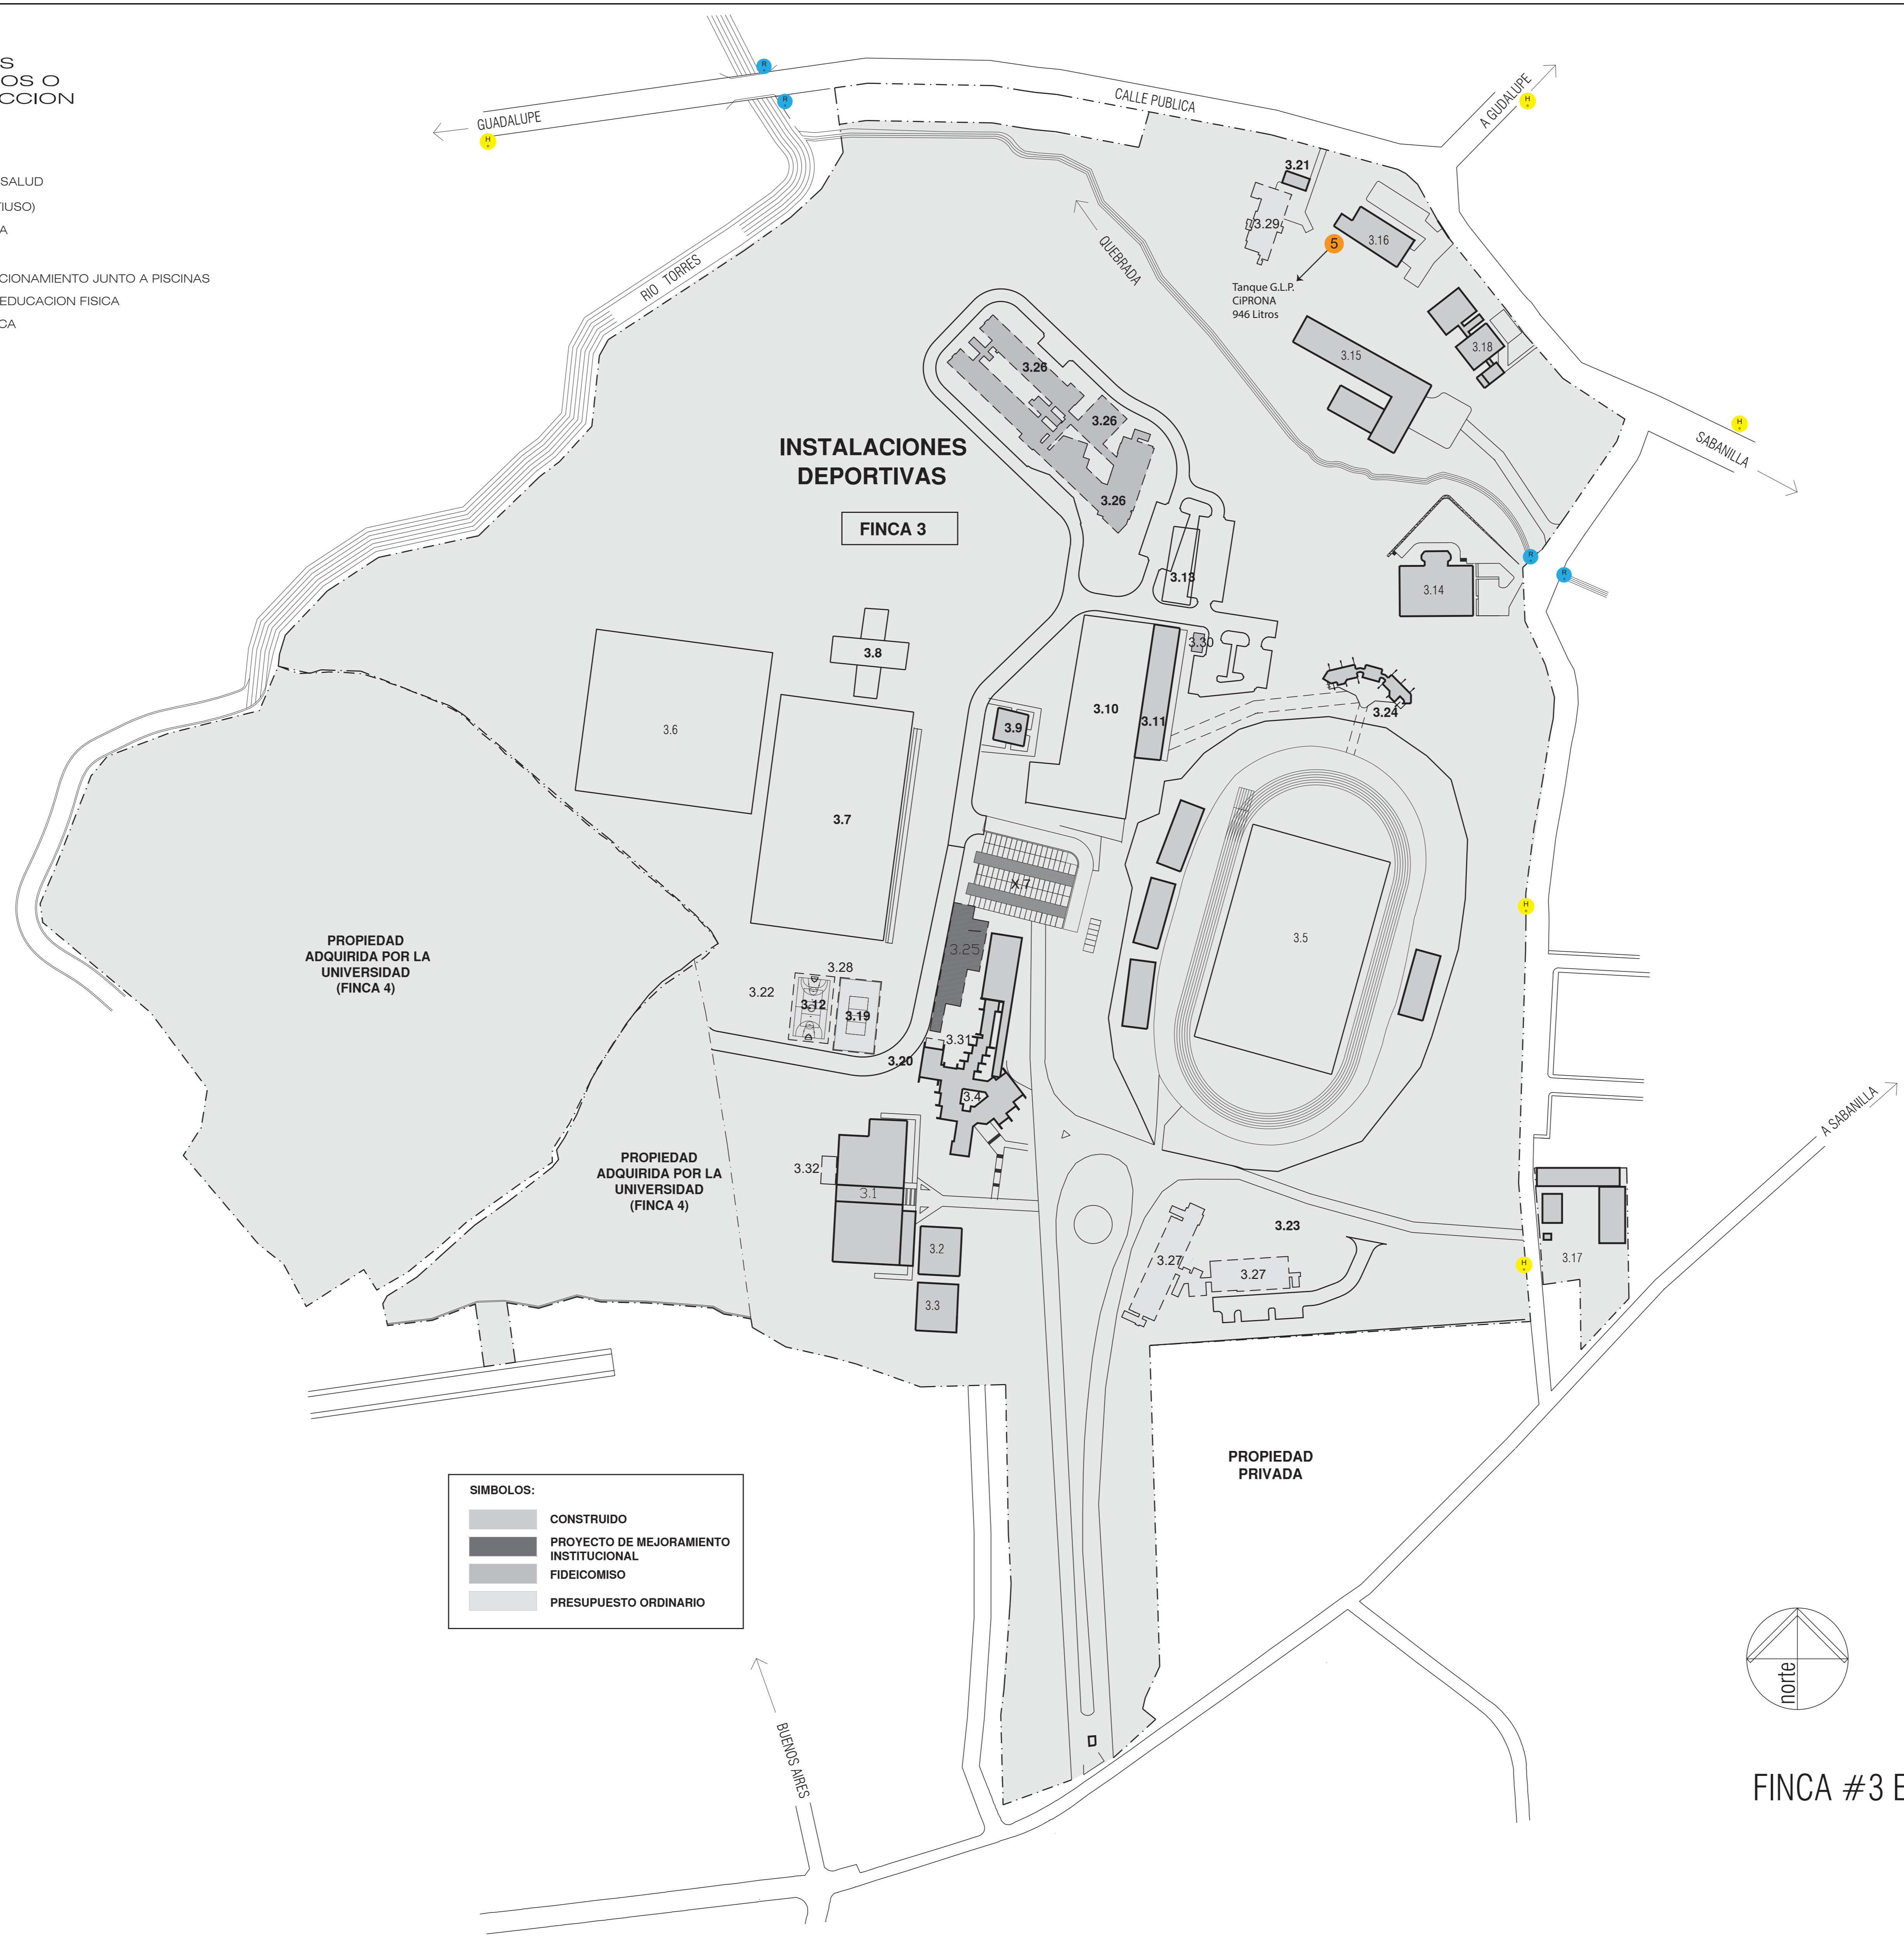 S
OS O
CCION
SALUD
TIUSO)
A
CIONAMIENTO JUNTO A PISCINAS
EDUCACION FISICA
CA
R
R
GUADALUPE
H
CALLE PUBLICA
A GUDALUPE
H
RIO TORRES
QUEBRADA
3.21
3.29
3.16
5
Tanque G.L.P.
CiPRONA
946 Litros
3.15
3.18
H
SABANILLA
3.26
3.26
3.26
INSTALACIONES
DEPORTIVAS
FINCA 3
3.13
3.14
R
R
3.30
3.8
3.6
3.10
3.11
3.9
3.24
3.7
X.7
3.5
H
3.25
PROPIEDAD
ADQUIRIDA POR LA
UNIVERSIDAD
(FINCA 4)
3.28
3.22
3.12
3.19
3.31
3.20
3.4
A SABANILLA
PROPIEDAD
ADQUIRIDA POR LA
UNIVERSIDAD
(FINCA 4)
3.32
3.1
3.2
3.3
3.23
3.27
3.27
H
3.17
PROPIEDAD
PRIVADA
SIMBOLOS:
CONSTRUIDO
PROYECTO DE MEJORAMIENTO
INSTITUCIONAL
FIDEICOMISO
PRESUPUESTO ORDINARIO
BUENOS AIRES
norte
FINCA #3 E